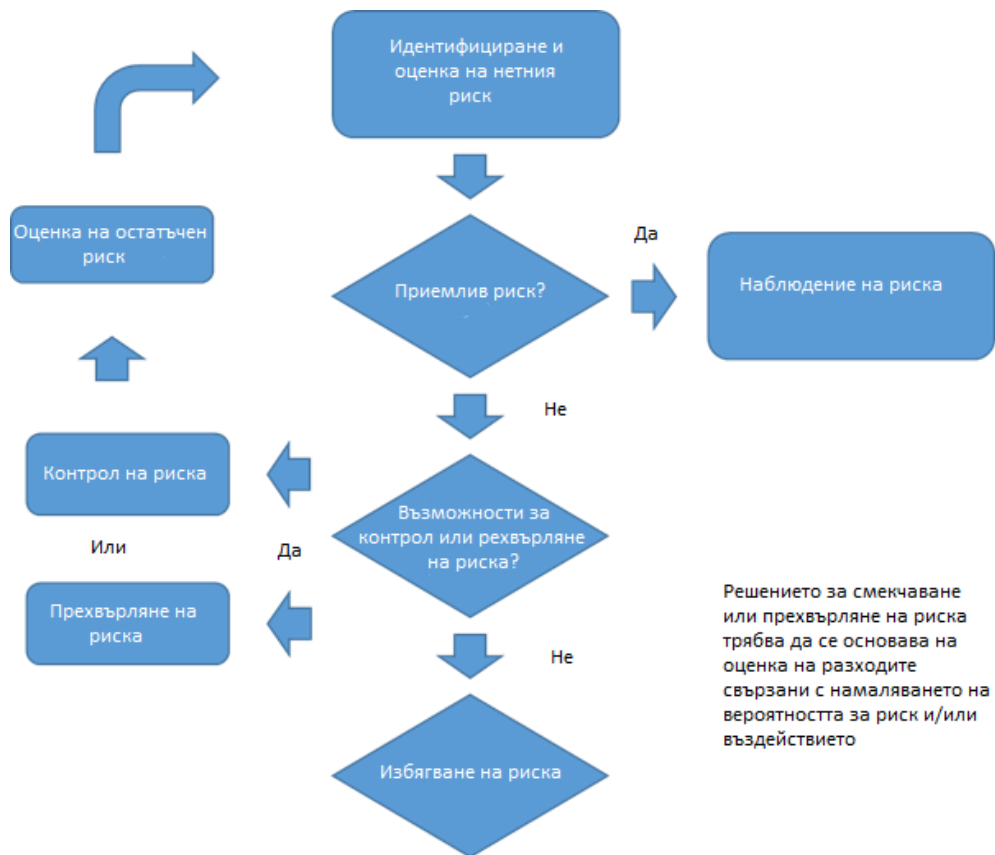 Идентифициране и
оценка на нетния
риск
Оценка на остатъчен
риск
Да
Приемлив риск?
Наблюдение на риска
Не
Контрол на риска
Възможности за
контрол или рехвърляне
на риска?
Или
Да
Прехвърляне на
риска
Решението за смекчаване
или прехвърляне на риска
трябва да се основава на
оценка на разходите
свързани с намаляването на
вероятността за риск и/или
въздействието
Не
Избягване на риска